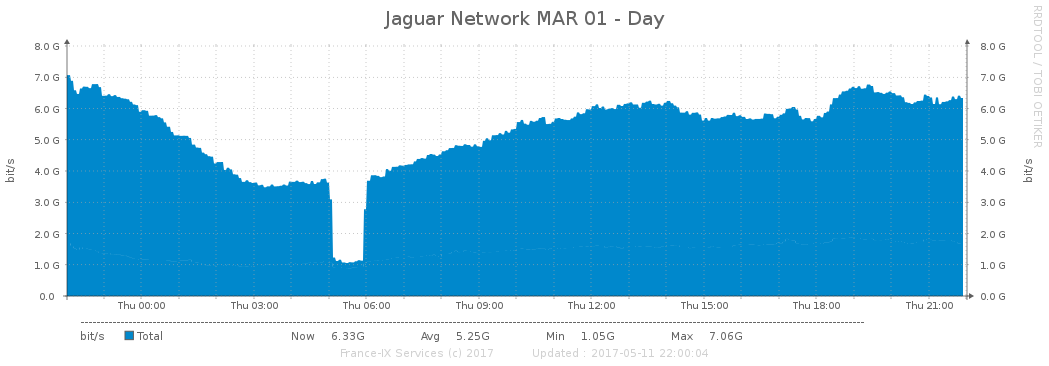 Jaguar Network MAR 01 - Day
RRDTOOL / TOBI OETIKER
bit/s
8.0 G 8.0 G
7.0 G 7.0 G
6.0 G 6.0 G
5.0 G 5.0 G
4.0 G 4.0 G
3.0 G 3.0 G
2.0 G 2.0 G
1.0 G 1.0 G
0.0 0.0 G
bit/s
Thu 00:00 Thu 03:00 Thu 06:00 Thu 09:00 Thu 12:00 Thu 15:00 Thu 18:00 Thu 21:00
bit/s Total Now 6.33G Avg 5.25G Min 1.05G Max 7.06G
France-IX Services (c) 2017 Updated : 2017-05-11 22:00:04